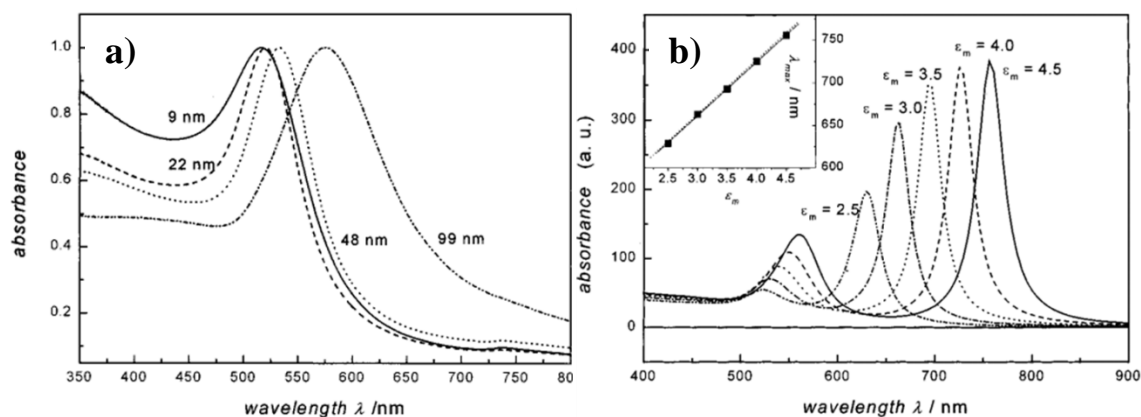 a)
absorbance
1.0
0.8
0.6
0.4
0.2
9 nm
22 nm
48 nm
99 nm
350 400 450 500 550 600 650 700 750 800
wavelength λ /nm
b)
absorbance (a. u.)
400
300
200
100
0
λmax / nm
750
700
650
600
2.5 3.0 3.5 4.0 4.5
εm
εm = 4.0
εm = 4.5
εm = 3.5
εm = 3.0
εm = 2.5
400 500 600 700 800 900
wavelength λ / nm